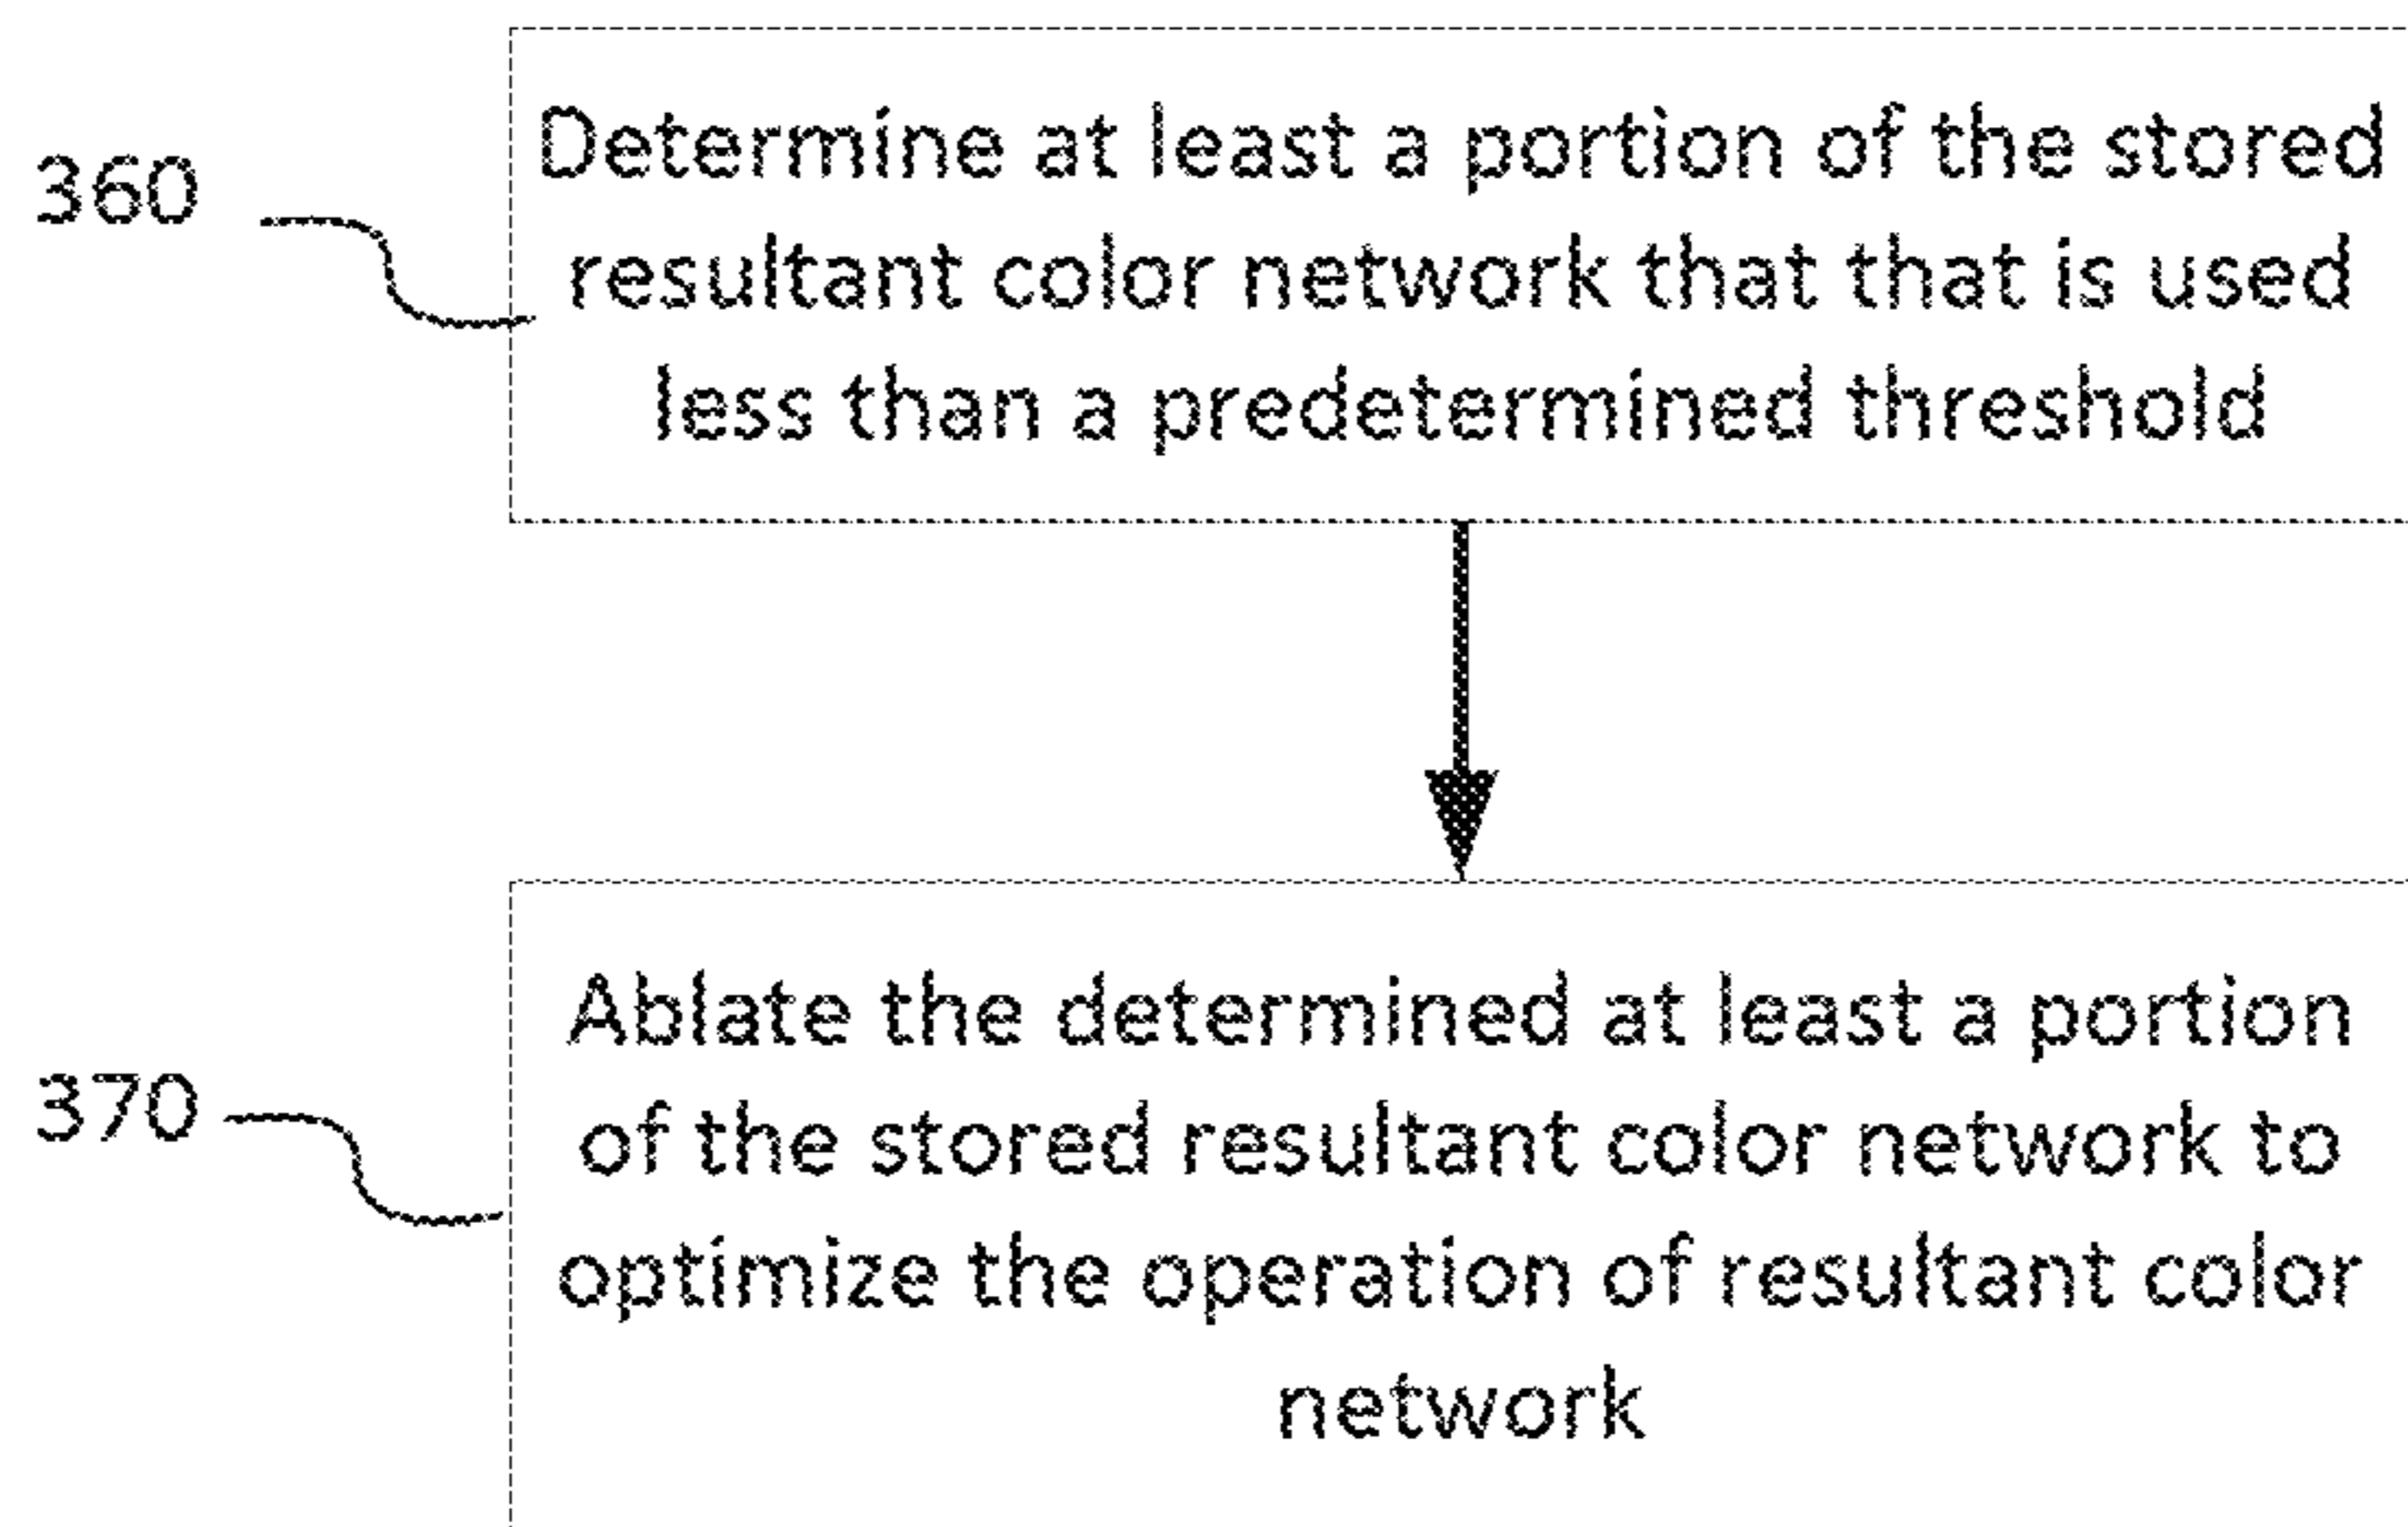 360
Determine at least a portion of the stored
resultant color network that that is used
less than a predetermined threshold
370
Ablate the determined at least a portion
of the stored resultant color network to
optimize the operation of resultant color
network